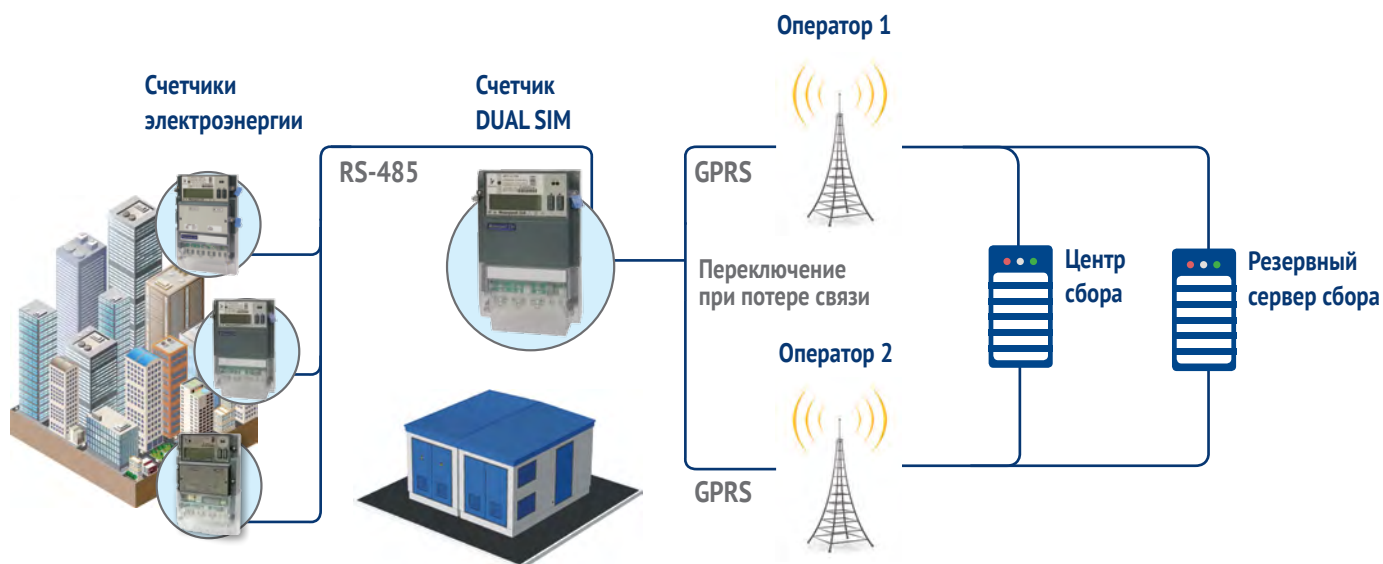 Оператор 1
Счетчики
электроэнергии
Счетчик
DUAL SIM
RS-485
GPRS
Переключение
при потере связи
Центр
сбора
Резервный
сервер сбора
Оператор 2
GPRS